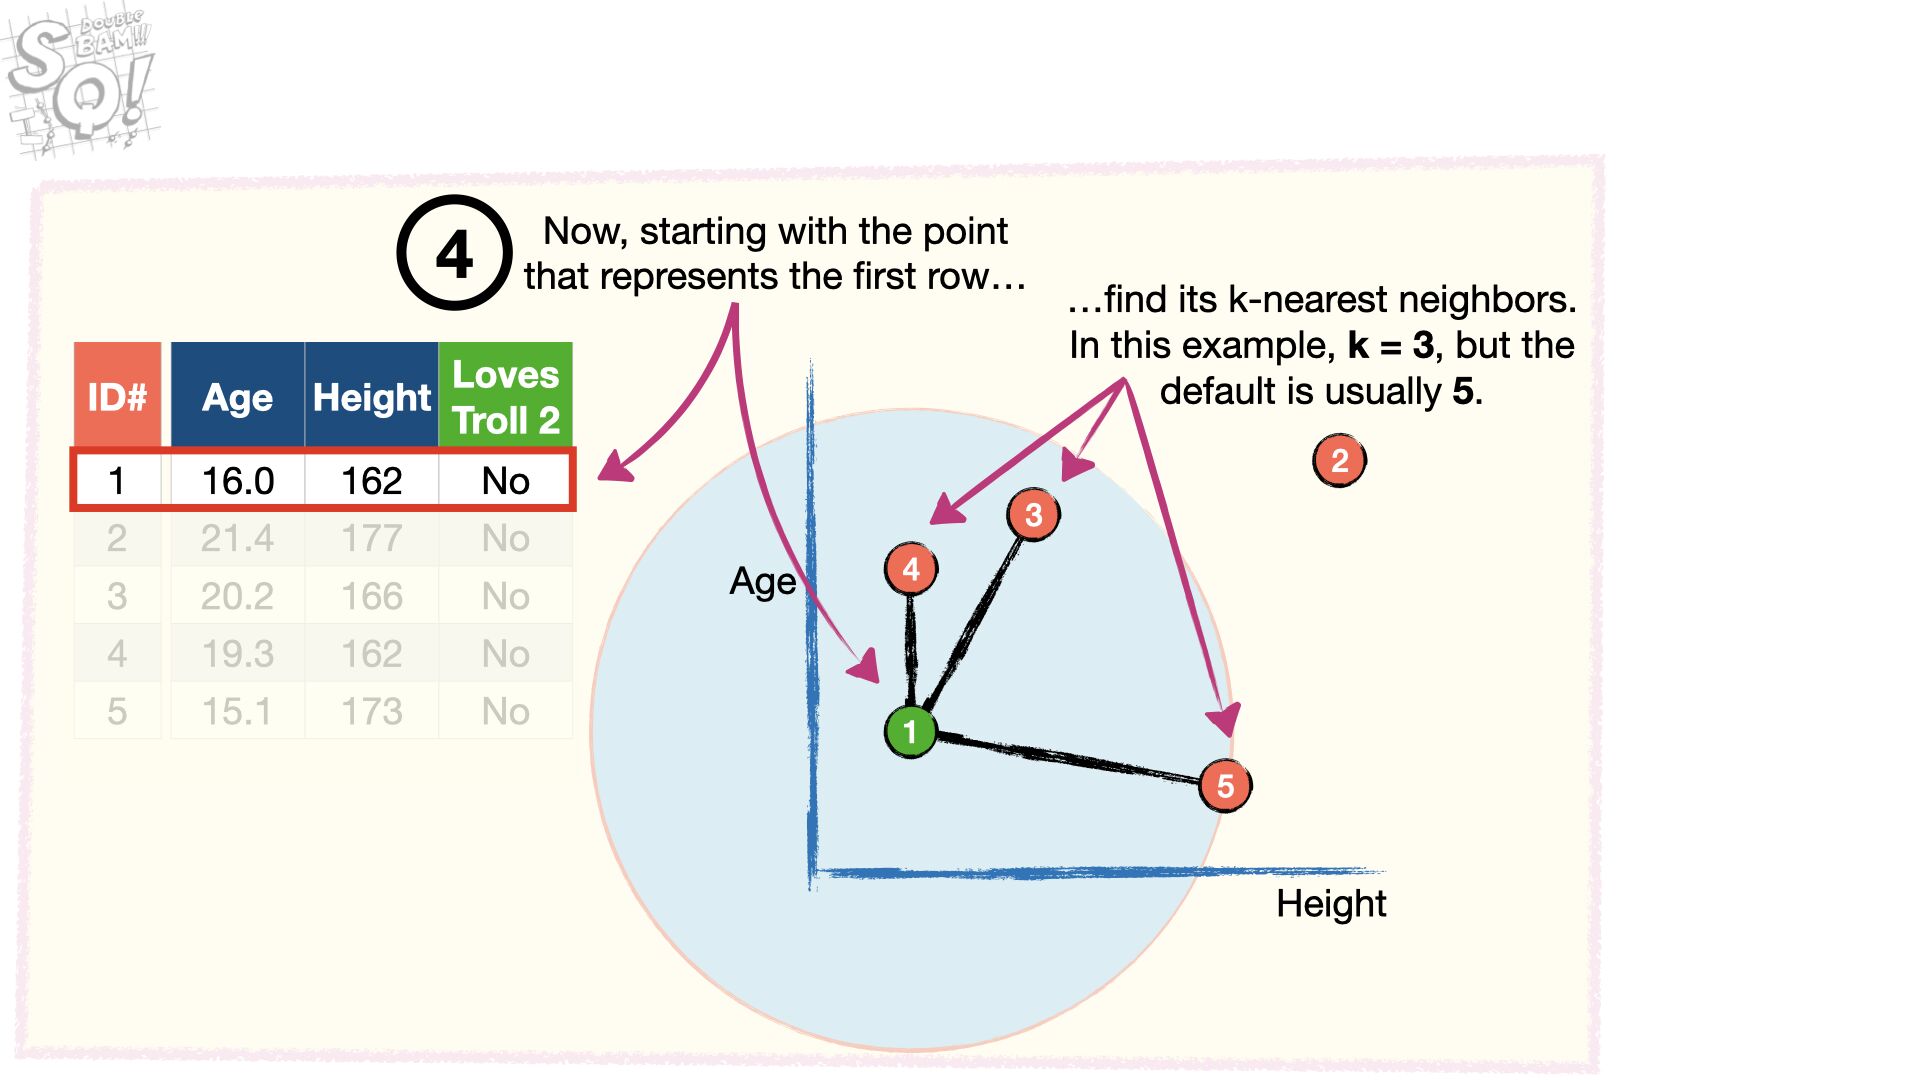 DOUBLE
BAM!!!
SQ!
4
Now, starting with the point
that represents the first row…
…find its k-nearest neighbors.
In this example, k = 3, but the
default is usually 5.
ID# Age Height Loves Troll 2
1 16.0 162 No
2 21.4 177 No
3 20.2 166 No
4 19.3 162 No
5 15.1 173 No
2
3
4
Age
1
5
Height